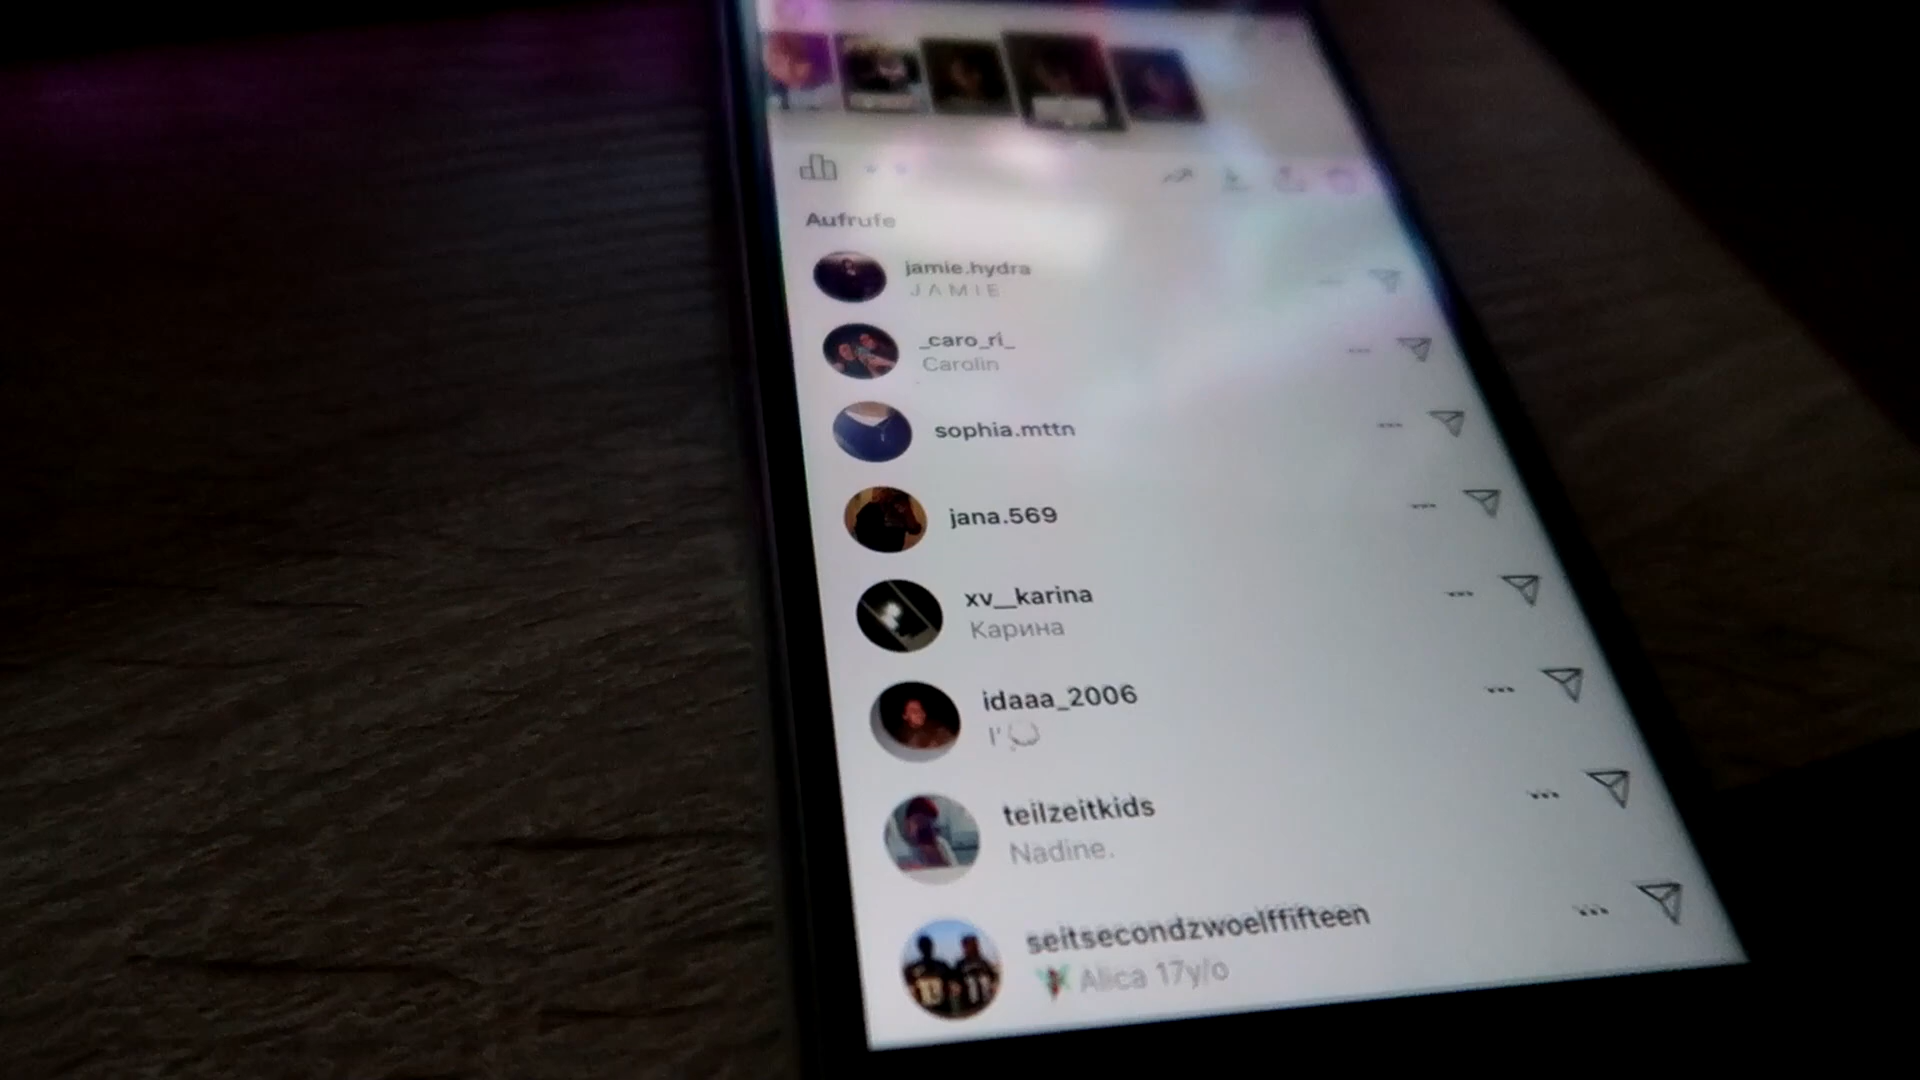 Aufrufe
jamie.hydra
J A M I E
_caro_ri_
Carolin
sophia.mttn
jana.569
xv__karina
Карина
idaaa_2006
teilzeitkids
Nadine.
seitsecondzwoelffifteen
Alica 17y/o